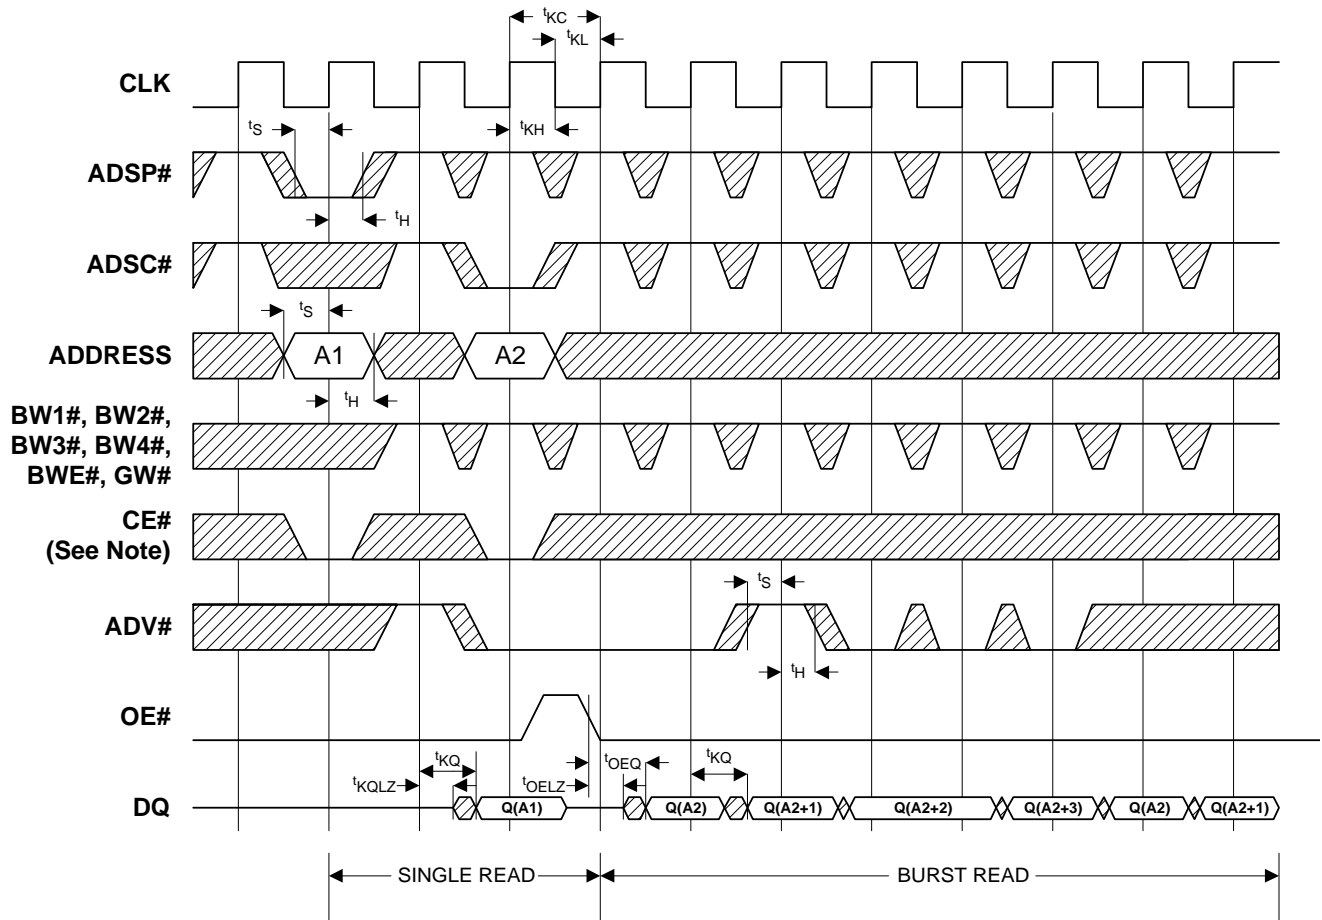 tKC
tKL
CLK
tS
tKH
ADSP#
tH
ADSC#
tS
ADDRESS
A1
A2
tH
BW1#, BW2#,
BW3#, BW4#,
BWE#, GW#
CE#
(See Note)
tS
ADV#
tH
OE#
tKQ
tOEQ
tKQ
tKQLZ
tOELZ
DQ
Q(A1)
Q(A2)
Q(A2+1)
Q(A2+2)
Q(A2+3)
Q(A2)
Q(A2+1)
SINGLE READ
BURST READ